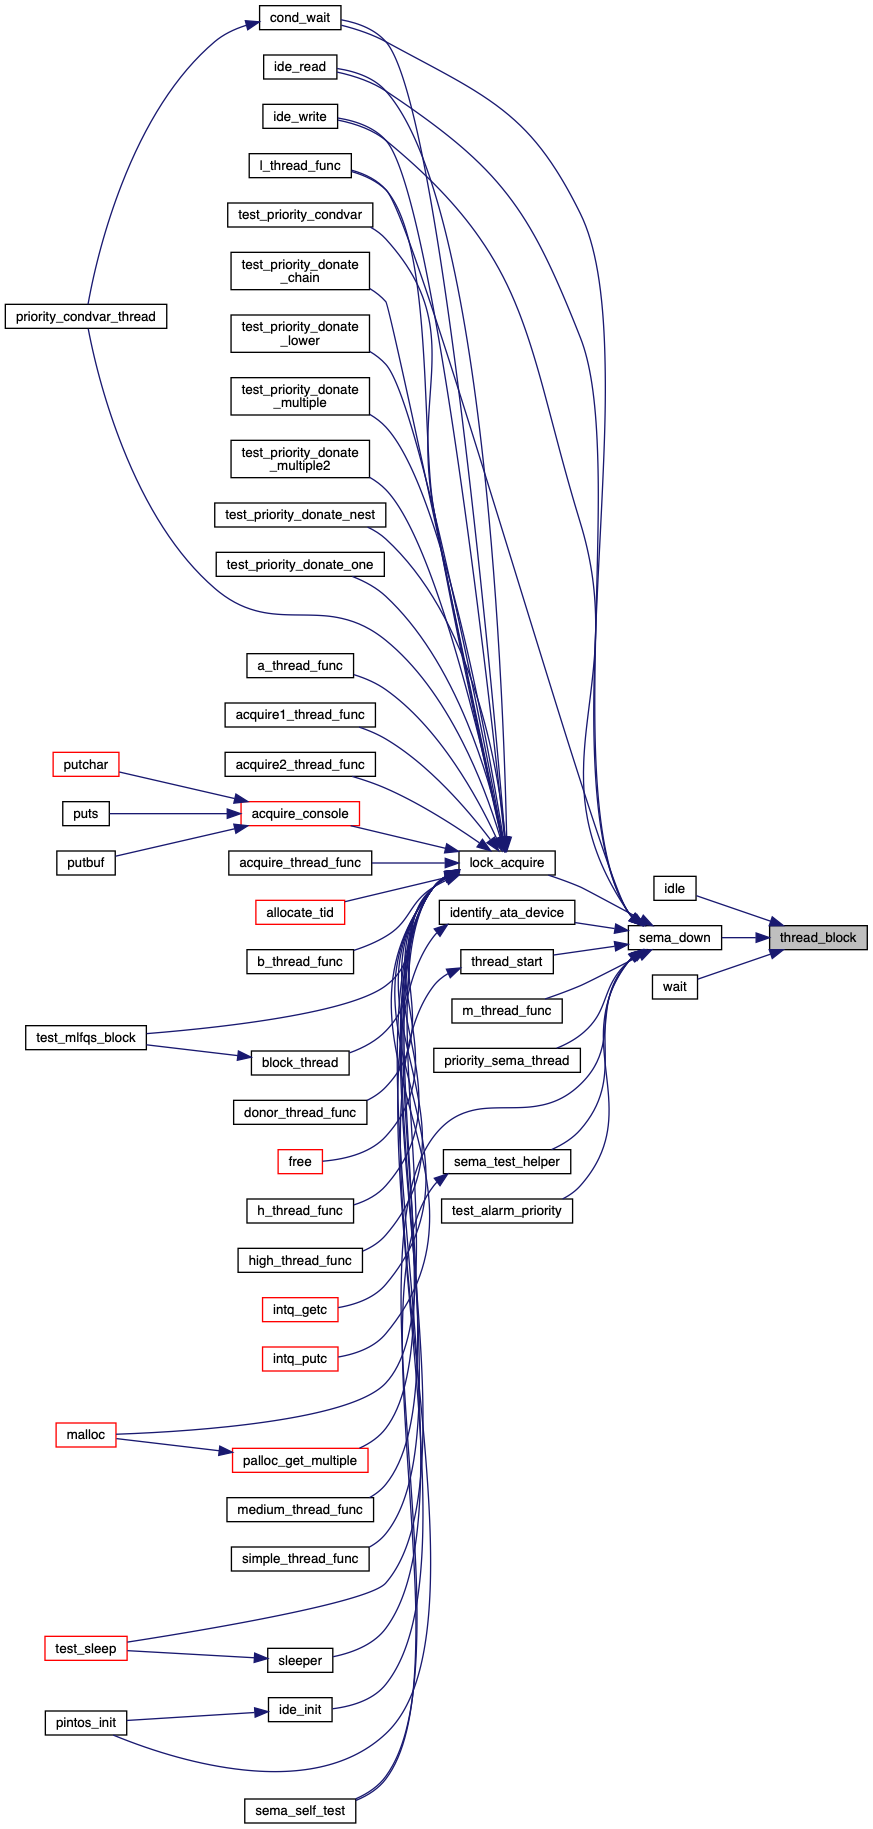 cond_wait
ide_read
ide_write
l_thread_func
test_priority_condvar
test_priority_donate
_chain
priority_condvar_thread
test_priority_donate
_lower
test_priority_donate
_multiple
test_priority_donate
_multiple2
test_priority_donate_nest
test_priority_donate_one
a_thread_func
acquire1_thread_func
acquire2_thread_func
putchar
puts
acquire_console
putbuf
acquire_thread_func
lock_acquire
idle
allocate_tid
identify_ata_device
sema_down
thread_block
b_thread_func
thread_start
wait
m_thread_func
test_mlfqs_block
block_thread
priority_sema_thread
donor_thread_func
free
sema_test_helper
h_thread_func
test_alarm_priority
high_thread_func
intq_getc
intq_putc
malloc
palloc_get_multiple
medium_thread_func
simple_thread_func
test_sleep
sleeper
ide_init
pintos_init
sema_self_test